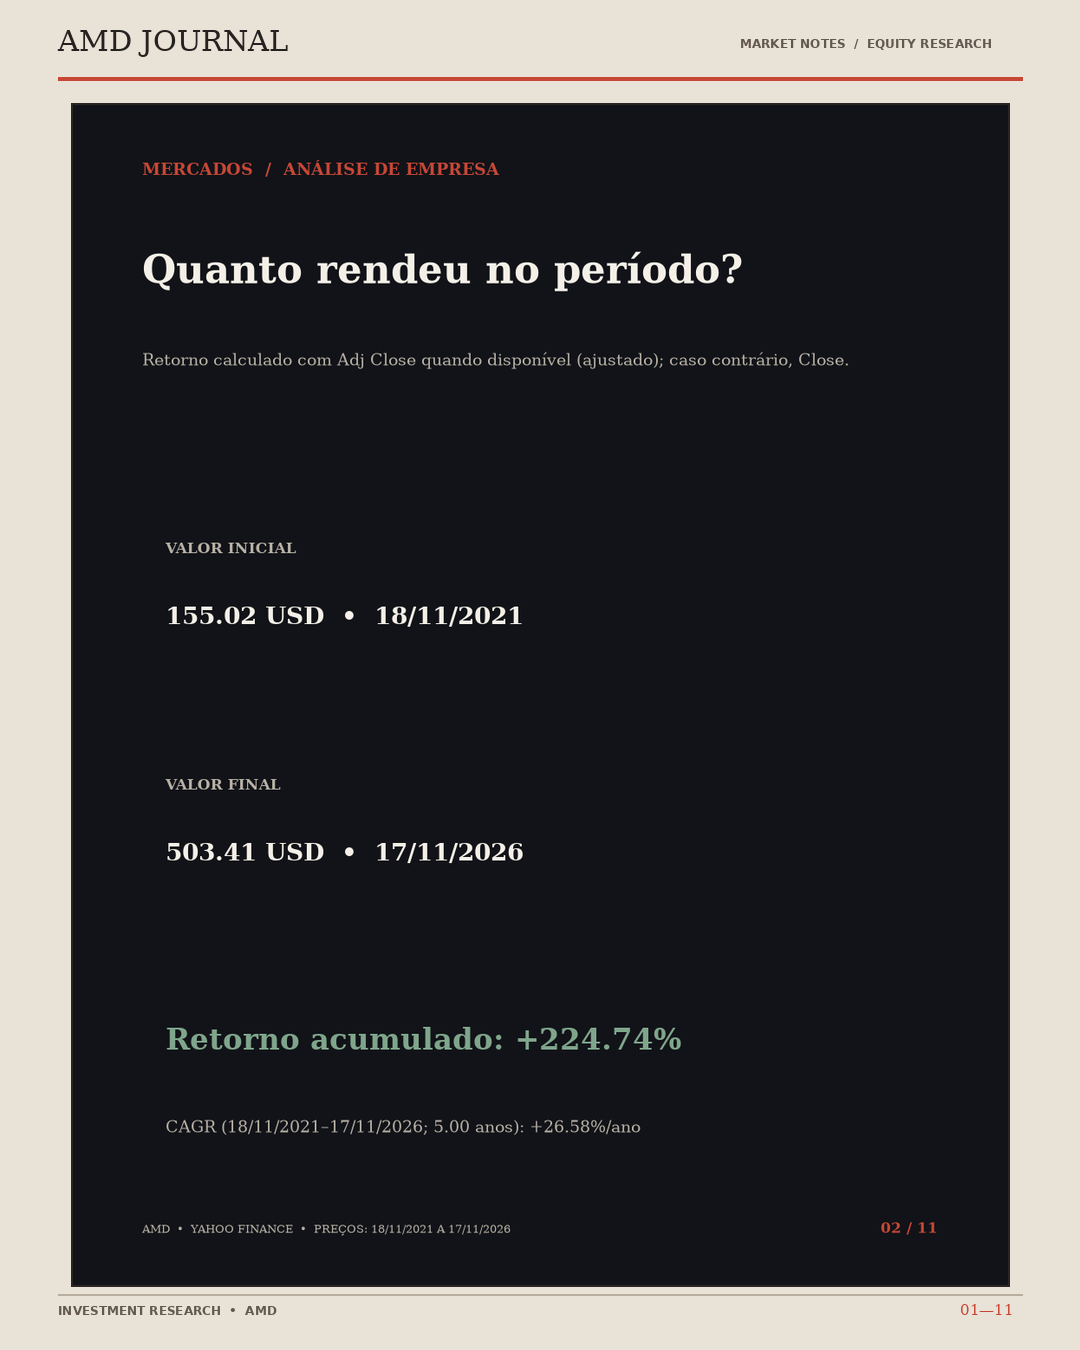 AMD JOURNAL
MARKET NOTES / EQUITY RESEARCH
MERCADOS / ANÁLISE DE EMPRESA
Quanto rendeu no período?
Retorno calculado com Adj Close quando disponível (ajustado); caso contrário, Close.
VALOR INICIAL
155.02 USD • 18/11/2021
VALOR FINAL
503.41 USD • 17/11/2026
Retorno acumulado: +224.74%
CAGR (18/11/2021–17/11/2026; 5.00 anos): +26.58%/ano
AMD • YAHOO FINANCE • PREÇOS: 18/11/2021 A 17/11/2026
02 / 11
INVESTMENT RESEARCH • AMD
01—11